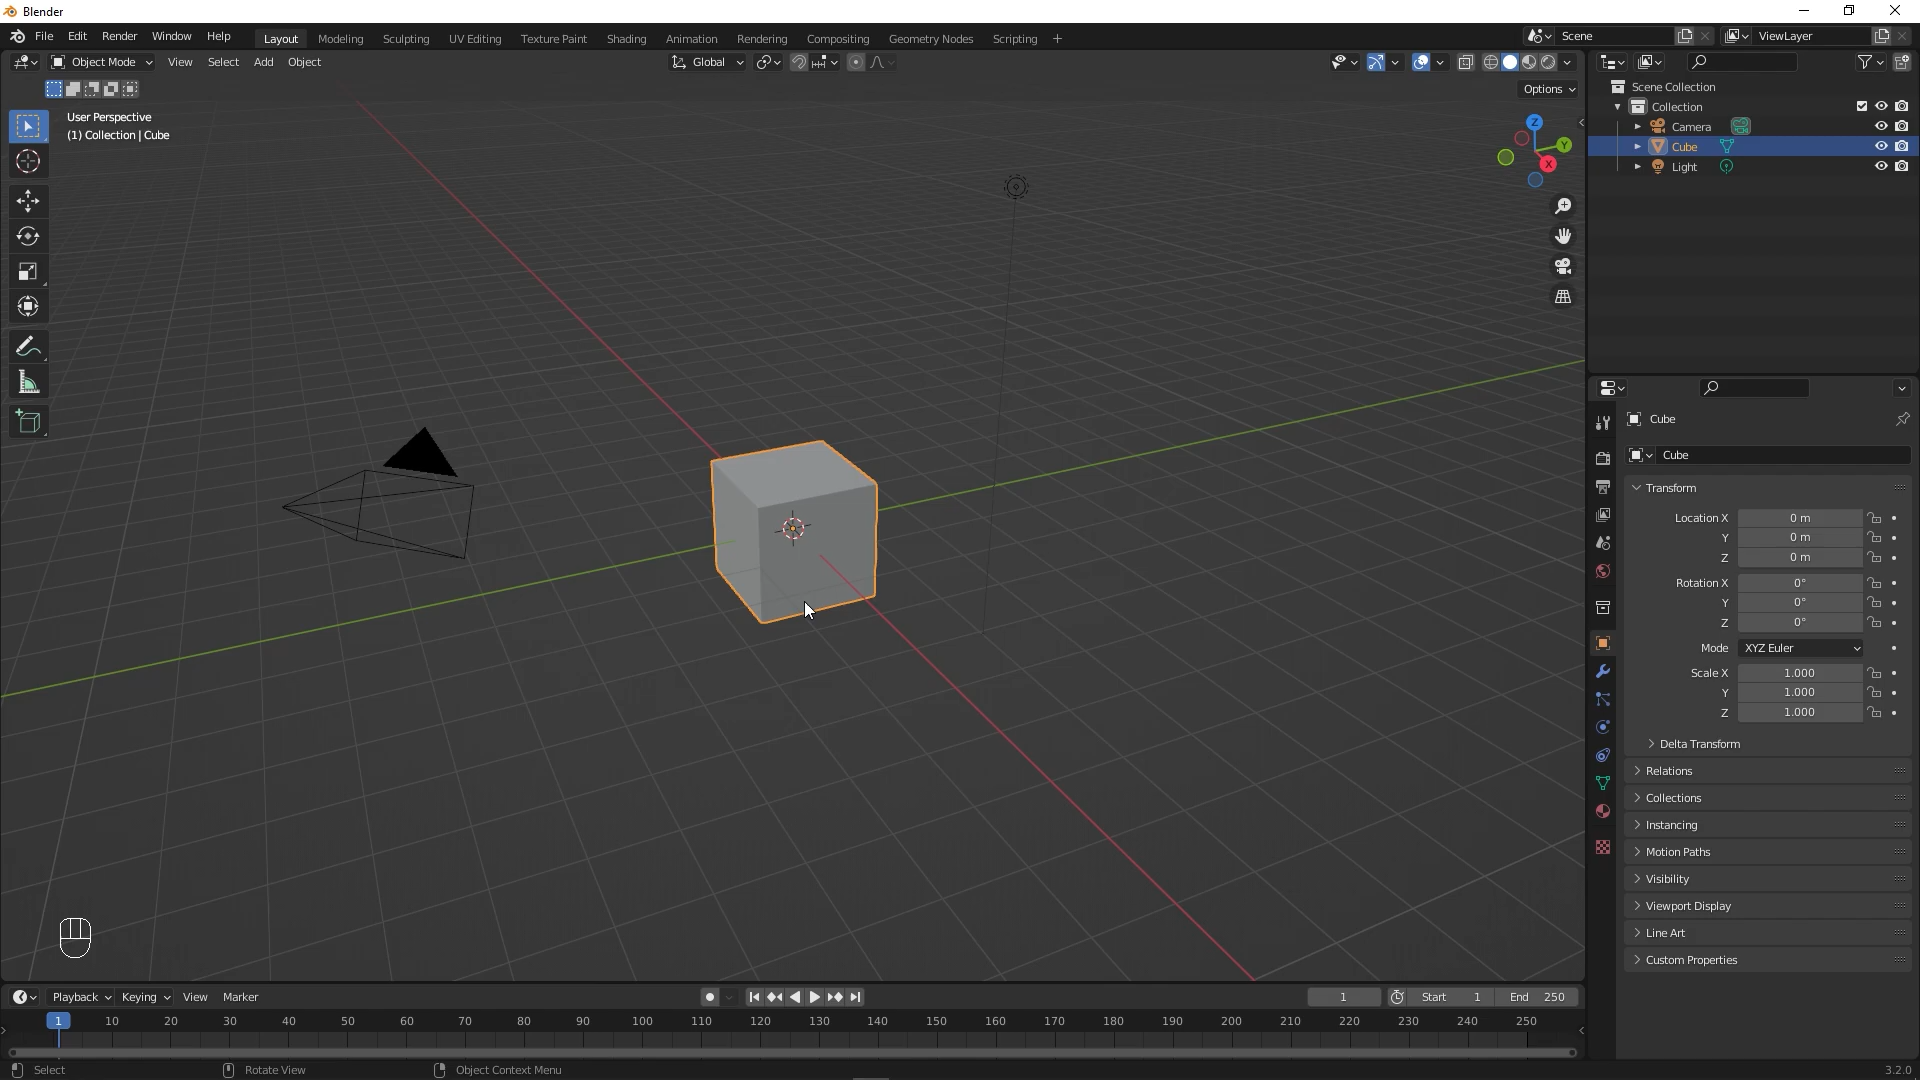 Blender
File Edit Render Window Help Layout Modeling Sculpting UV Editing Texture Paint Shading Animation Rendering Compositing Geometry Nodes Scripting + Scene ViewLayer
Object Mode View Select Add Object Global
Options
User Perspective
(1) Collection | Cube
Z
Y
X
Scene Collection
Collection
Camera
Cube
Light
Cube
Cube
Transform
Location X 0 m
Y 0 m
Z 0 m
Rotation X 0°
Y 0°
Z 0°
Mode XYZ Euler
Scale X 1.000
Y 1.000
Z 1.000
Delta Transform
Relations
Collections
Instancing
Motion Paths
Visibility
Viewport Display
Line Art
Custom Properties
Playback Keying View Marker 1 Start 1 End 250
1 10 20 30 40 50 60 70 80 90 100 110 120 130 140 150 160 170 180 190 200 210 220 230 240 250
Select Rotate View Object Context Menu 3.2.0